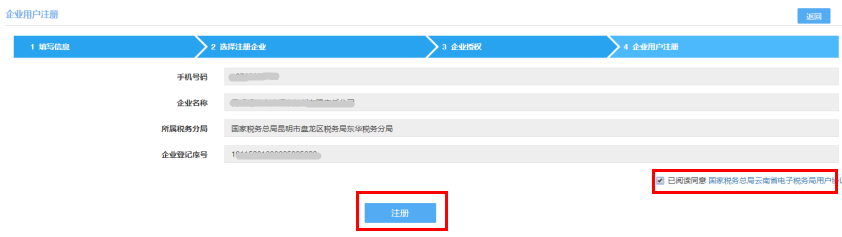 企业用户注册
返回
1 填写信息 2 选择注册企业 3 企业授权 4 企业用户注册
手机号码
企业名称
所属税务分局 国家税务总局昆明市盘龙区税务局东华税务分局
企业登记序号
已阅读同意 国家税务总局云南省电子税务局用户协议
注册